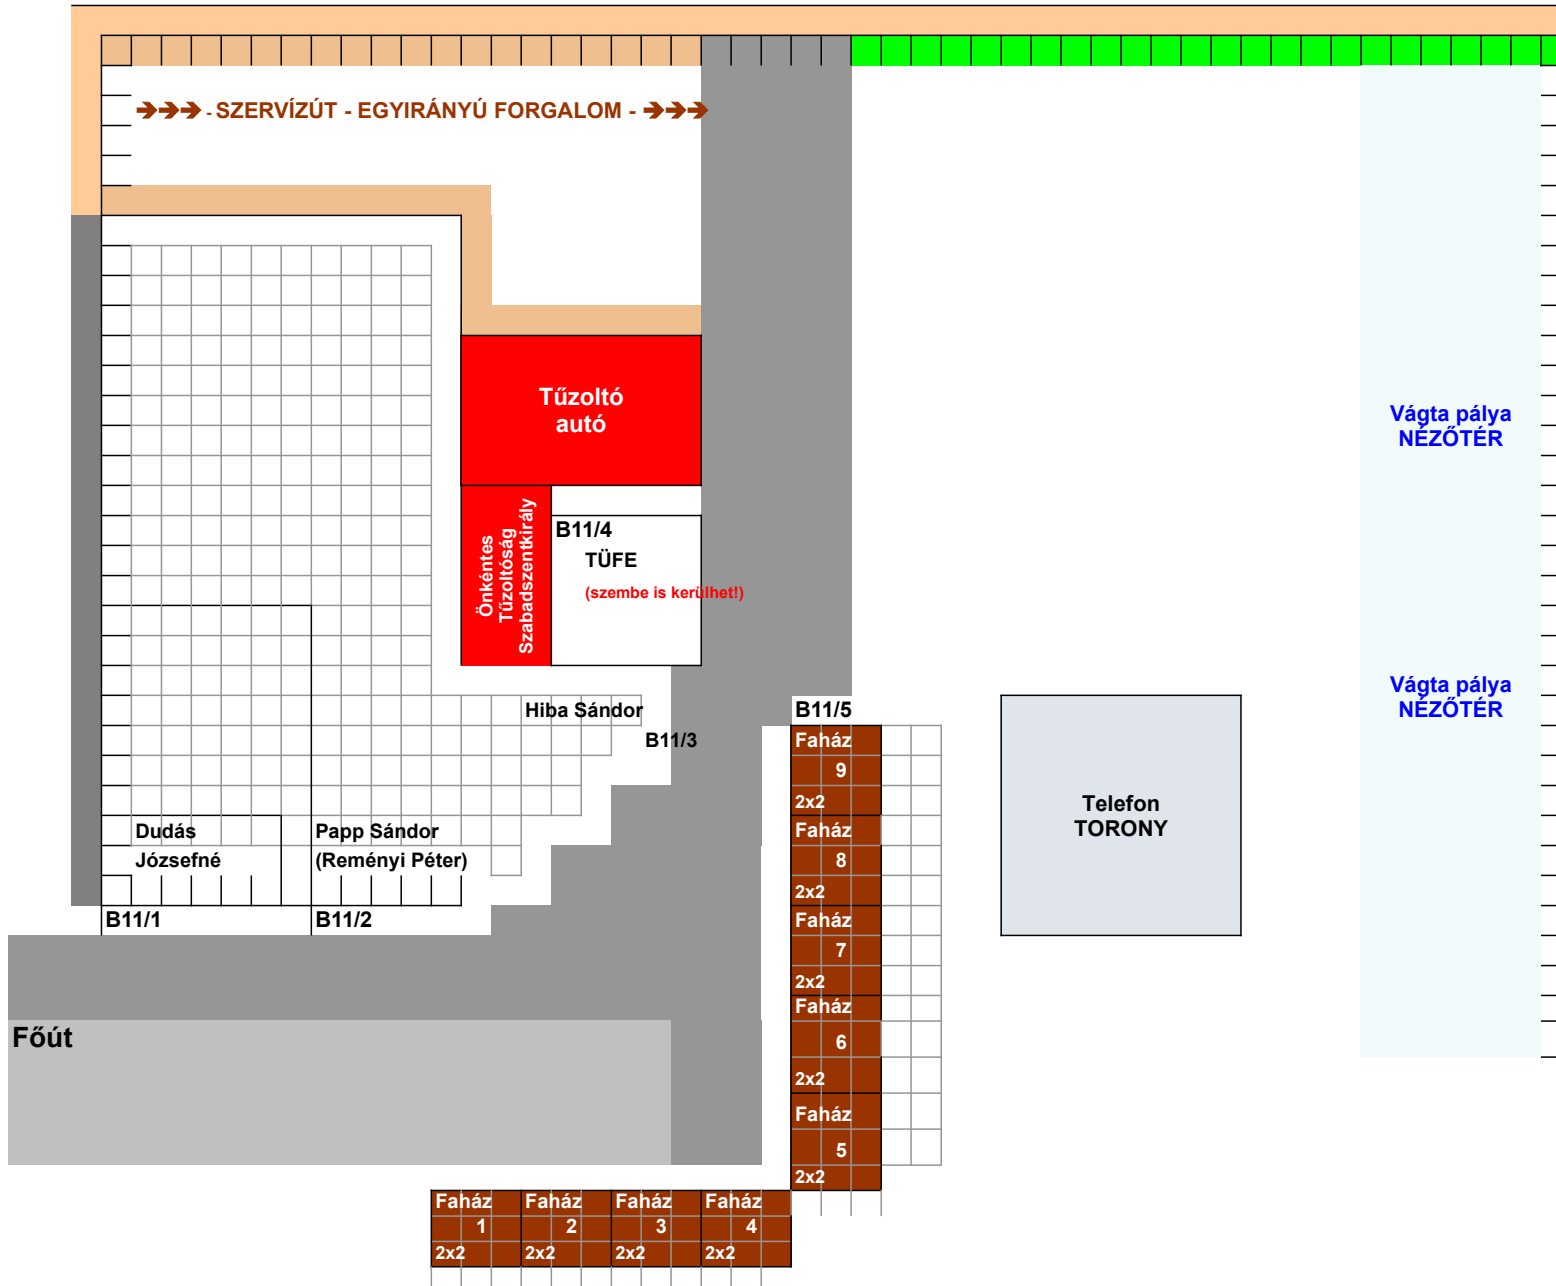 ➔➔➔ - SZERVÍZÚT - EGYIRÁNYÚ FORGALOM - ➔➔➔
Tűzoltó
autó
Vágta pálya
NÉZŐTÉR
Önkéntes
Tűzoltóság
Szabadszentkirály
B11/4
TÜFE
(szembe is kerülhet!)
Vágta pálya
NÉZŐTÉR
Hiba Sándor
B11/3
B11/5
Faház
9
2x2
Telefon
TORONY
Dudás
Józsefné
Papp Sándor
(Reményi Péter)
Faház
8
2x2
B11/1
B11/2
Faház
7
2x2
Főút
Faház
6
2x2
Faház
5
2x2
Faház
1
2x2
Faház
2
2x2
Faház
3
2x2
Faház
4
2x2